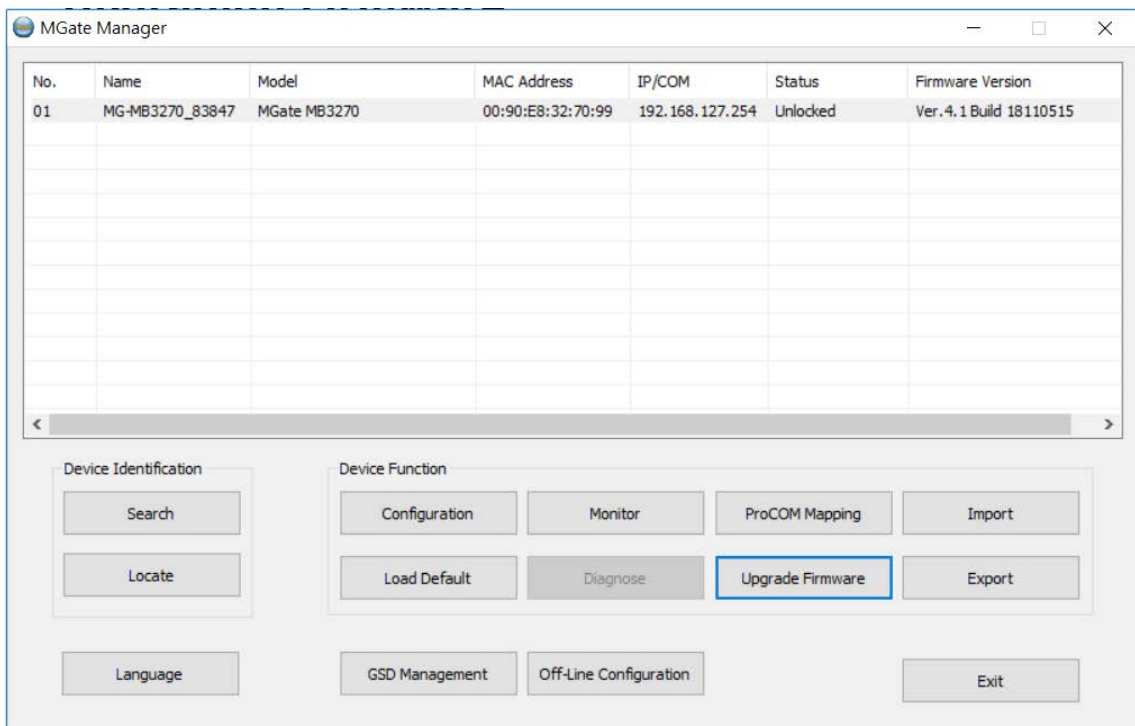 MGate Manager
No. Name Model MAC Address IP/COM Status Firmware Version
01 MG-MB3270_83847 MGate MB3270 00:90:E8:32:70:99 192.168.127.254 Unlocked Ver.4.1 Build 18110515
Device Identification
Device Function
Search
Configuration
Monitor
ProCOM Mapping
Import
Locate
Load Default
Diagnose
Upgrade Firmware
Export
Language
GSD Management
Off-Line Configuration
Exit